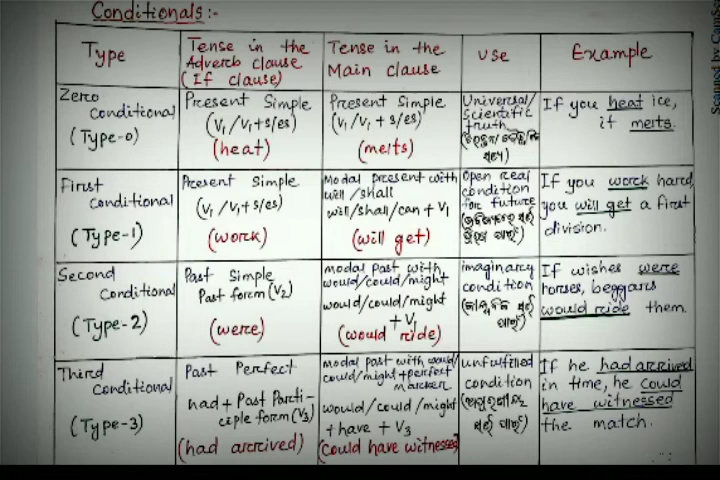 Conditionals :-
Type
Tense in the
Adverb clause
(If clause)
Tense in the
Main clause
use
Example
Zero
conditional
(Type-0)
Present Simple
(V1/V1+s/es)
(heat)
Present Simple
(V1/V1+s/es)
(melts)
Universal/
scientific
truth
If you heat ice,
it melts.
First
conditional
(Type-1)
Present Simple
(V1/V1+s/es)
(work)
Modal present with
will/shall
will/shall/can + V1
(will get)
Open real
condition
for future
If you work hard,
you will get a first
division.
Second
Conditional
(Type-2)
Past Simple
Past form (V2)
(were)
modal past with
would/could/might
would/could/might
+ V1
(would ride)
imaginary
condition
If wishes were
horses, beggars
would ride them.
Third
Conditional
(Type-3)
Past Perfect
had + Past Parti-
ciple form (V3)
(had arrived)
modal past with would/
could/might + perfect
marker
would/could/might
+ have + V3
(could have witnessed)
unfulfilled
condition
If he had arrived
in time, he could
have witnessed
the match.
Scanned by